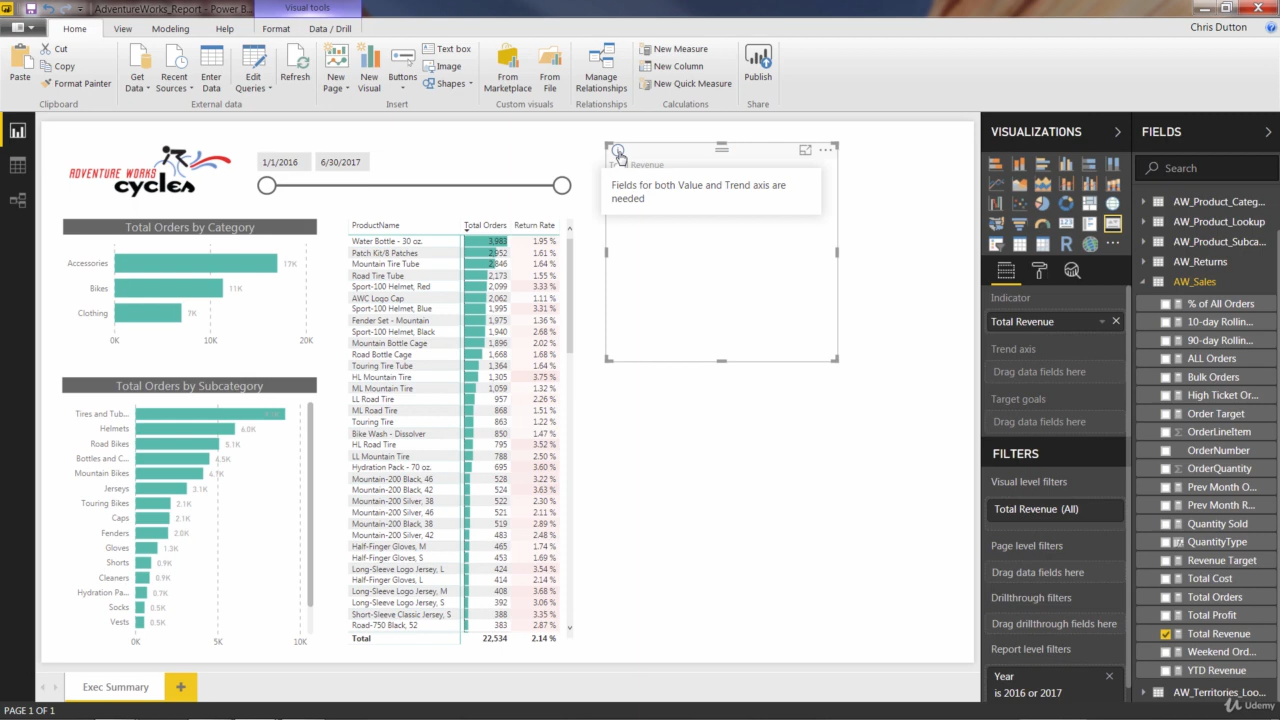 AdventureWorks_Report - Power B...
Visual tools
Home
View
Modeling
Help
Format
Data / Drill
Chris Dutton
Paste
Cut
Copy
Format Painter
Clipboard
Get Data
Recent Sources
Enter Data
Edit Queries
Refresh
External data
New Page
New Visual
Buttons
Text box
Image
Shapes
Insert
From Marketplace
From File
Custom visuals
Manage Relationships
Relationships
New Measure
New Column
New Quick Measure
Calculations
Publish
Share
ADVENTURE WORKS
cycles
1/1/2016
6/30/2017
Total Orders by Category
Accessories 17K
Bikes 11K
Clothing 7K
0K 10K 20K
Total Orders by Subcategory
Tires and Tub...
Helmets 6.0K
Road Bikes 5.1K
Bottles and C... 4.5K
Mountain Bikes 4.7K
Jerseys 3.1K
Touring Bikes 2.1K
Caps 2.1K
Fenders 2.0K
Gloves 1.3K
Shorts 0.9K
Cleaners 0.9K
Hydration Pa... 0.7K
Socks 0.5K
Vests 0.5K
0K 5K 10K
ProductName Total Orders Return Rate
Water Bottle - 30 oz. 3,983 1.95 %
Patch Kit/8 Patches 2,952 1.61 %
Mountain Tire Tube 2,846 1.64 %
Road Tire Tube 2,173 1.55 %
Sport-100 Helmet, Red 2,099 3.33 %
AWC Logo Cap 2,062 1.11 %
Sport-100 Helmet, Blue 1,995 3.31 %
Fender Set - Mountain 1,975 1.36 %
Sport-100 Helmet, Black 1,940 2.68 %
Mountain Bottle Cage 1,896 2.02 %
Road Bottle Cage 1,668 1.68 %
Touring Tire Tube 1,364 1.64 %
HL Mountain Tire 1,305 3.75 %
ML Mountain Tire 1,059 1.32 %
LL Road Tire 957 2.26 %
ML Road Tire 868 1.51 %
Touring Tire 863 1.22 %
Bike Wash - Dissolver 850 1.47 %
HL Road Tire 795 3.52 %
LL Mountain Tire 788 2.50 %
Hydration Pack - 70 oz. 695 3.60 %
Mountain-200 Black, 46 528 3.22 %
Mountain-200 Black, 42 524 3.63 %
Mountain-200 Silver, 38 522 2.30 %
Mountain-200 Silver, 46 521 2.11 %
Mountain-200 Black, 38 519 2.89 %
Mountain-200 Silver, 42 483 2.48 %
Half-Finger Gloves, M 465 1.74 %
Half-Finger Gloves, S 453 1.69 %
Long-Sleeve Logo Jersey, L 424 3.54 %
Half-Finger Gloves, L 414 2.14 %
Long-Sleeve Logo Jersey, M 408 3.68 %
Long-Sleeve Logo Jersey, S 392 3.06 %
Short-Sleeve Classic Jersey, S 388 3.35 %
Road-750 Black, 52 383 2.87 %
Total 22,534 2.14 %
Total Revenue
Fields for both Value and Trend axis are
needed
VISUALIZATIONS
Indicator
Total Revenue
Trend axis
Drag data fields here
Target goals
Drag data fields here
FILTERS
Visual level filters
Total Revenue (All)
Page level filters
Drag data fields here
Drillthrough filters
Drag drillthrough fields here
Report level filters
Year
is 2016 or 2017
FIELDS
Search
AW_Product_Categ...
AW_Product_Lookup
AW_Product_Subca...
AW_Returns
AW_Sales
% of All Orders
10-day Rollin...
90-day Rollin...
ALL Orders
Bulk Orders
High Ticket Or...
Order Target
OrderLineItem
OrderNumber
OrderQuantity
Prev Month O...
Prev Month R...
Quantity Sold
QuantityType
Revenue Target
Total Cost
Total Orders
Total Profit
Total Revenue
Weekend Ord...
YTD Revenue
AW_Territories_Loo...
Exec Summary
PAGE 1 OF 1
Udemy